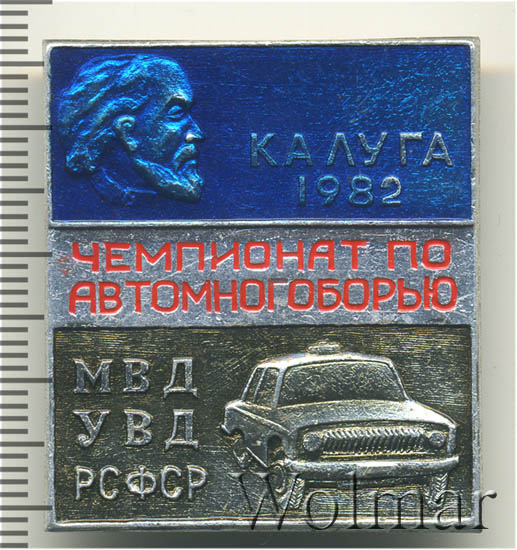 КАЛУГА
1982
ЧЕМПИОНАТ ПО
АВТОМНОГОБОРЬЮ
МВД
УВД
РСФСР
Wolmar